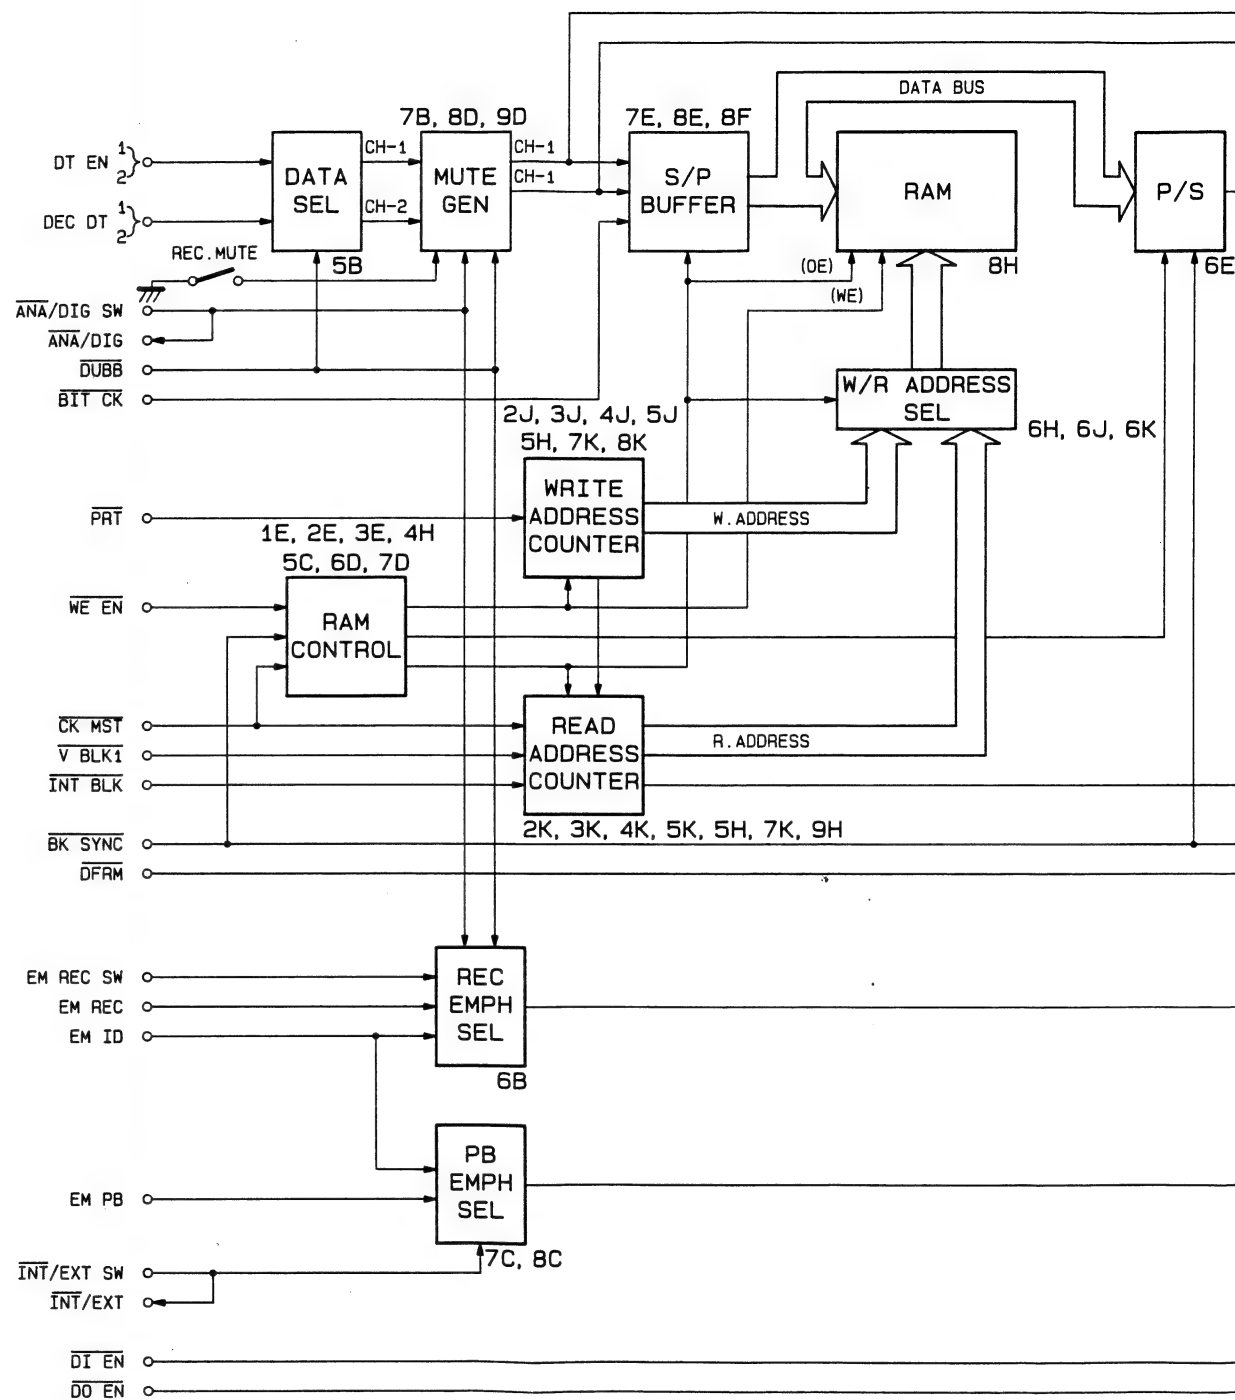 DATA BUS
7B, 8D, 9D
7E, 8E, 8F
DT EN 1 2
DATA SEL
CH-1
CH-2
MUTE GEN
CH-1
CH-1
S/P BUFFER
RAM
P/S
DEC DT 1 2
REC.MUTE
5B
(OE)
8H
6E
(WE)
ANA/DIG SW
ANA/DIG
DUBB
BIT CK
W/R ADDRESS SEL
2J, 3J, 4J, 5J
5H, 7K, 8K
6H, 6J, 6K
PRT
WRITE ADDRESS COUNTER
W.ADDRESS
1E, 2E, 3E, 4H
5C, 6D, 7D
WE EN
RAM CONTROL
CK MST
READ ADDRESS COUNTER
R.ADDRESS
V BLK1
INT BLK
2K, 3K, 4K, 5K, 5H, 7K, 9H
BK SYNC
DFRM
EM REC SW
EM REC
EM ID
REC EMPH SEL
6B
PB EMPH SEL
EM PB
7C, 8C
INT/EXT SW
INT/EXT
DI EN
DO EN